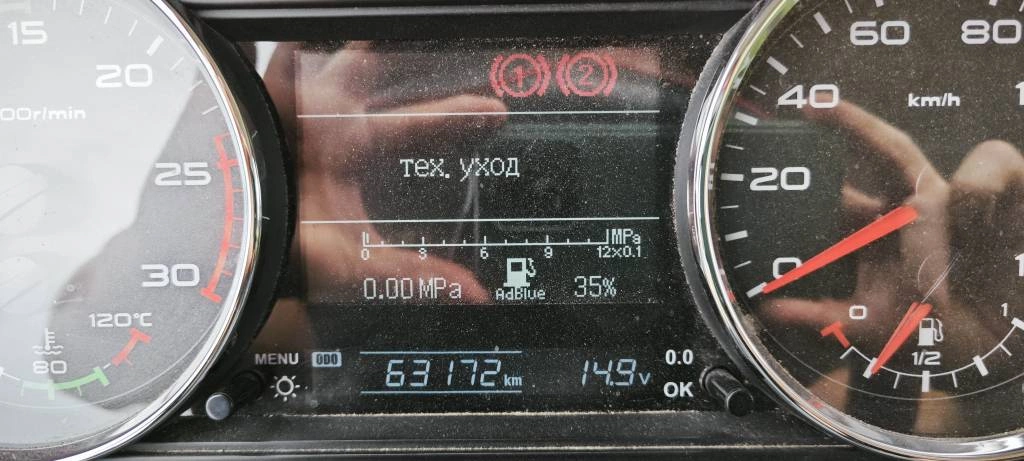 15
20
25
30
00r/min
120°C
80
1
2
тех. уход
MPa
0 3 6 9 12×0.1
0.00 MPa AdBlue 35%
MENU ODO 63172 km 14.9 v 0.0
OK
60
80
40
km/h
20
0
0
1/2
1